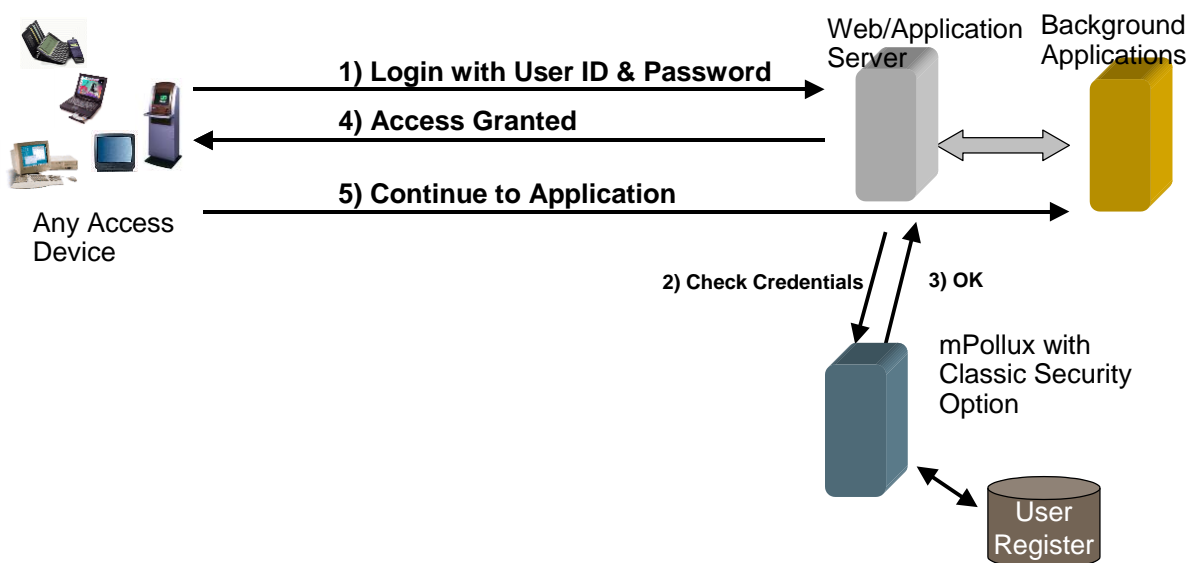 Web/Application
Server
Background
Applications
1) Login with User ID & Password
4) Access Granted
5) Continue to Application
Any Access
Device
2) Check Credentials
3) OK
mPollux with
Classic Security
Option
User
Register